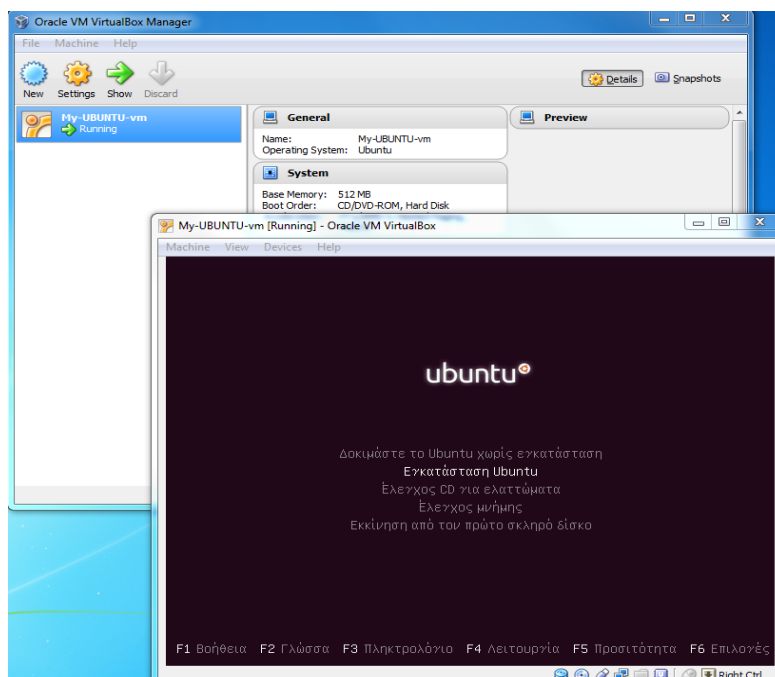 Oracle VM VirtualBox Manager
File Machine Help
New Settings Show Discard
Details Snapshots
My-UBUNTU-vm
Running
General
Name: My-UBUNTU-vm
Operating System: Ubuntu
System
Base Memory: 512 MB
Boot Order: CD/DVD-ROM, Hard Disk
Preview
My-UBUNTU-vm [Running] - Oracle VM VirtualBox
Machine View Devices Help
ubuntu
Δοκιμάστε το Ubuntu χωρίς εγκατάσταση
Εγκατάσταση Ubuntu
Έλεγχος CD για ελαττώματα
Έλεγχος μνήμης
Εκκίνηση από τον πρώτο σκληρό δίσκο
F1 Βοήθεια F2 Γλώσσα F3 Πληκτρολόγιο F4 Λειτουργία F5 Προσιτότητα F6 Επιλογές
Right Ctrl